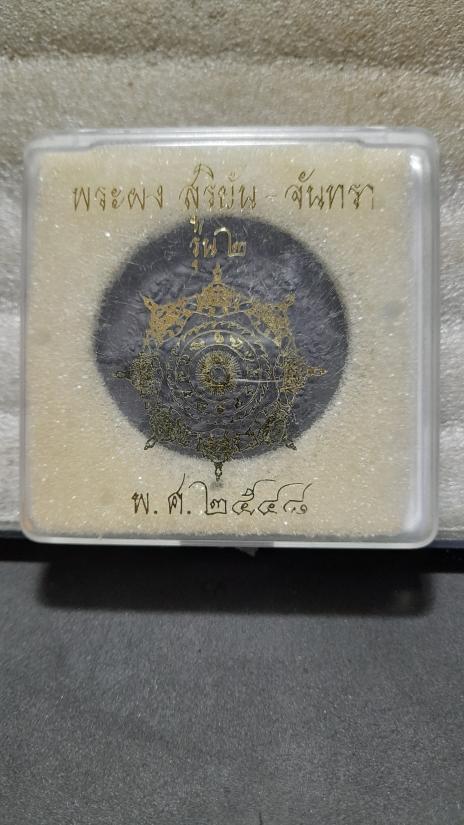 พระผง สุริยัน - จันทรา
รุ่น ๒
พ.ศ. ๒๕๔๘